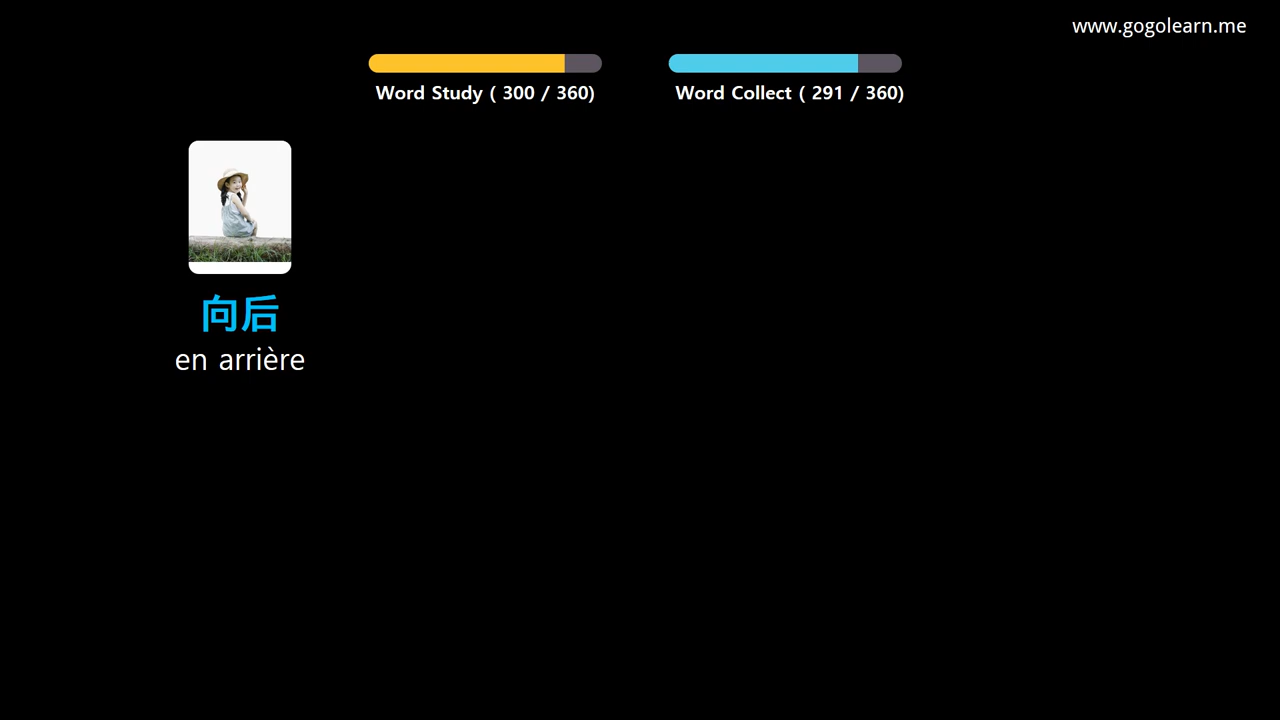 www.gogolearn.me
Word Study ( 300 / 360)
Word Collect ( 291 / 360)
向后
en arrière